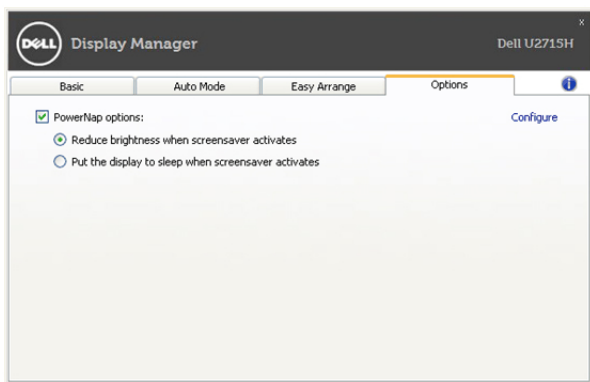 x
DELL Display Manager Dell U2715H
Basic Auto Mode Easy Arrange Options i
PowerNap options: Configure
Reduce brightness when screensaver activates
Put the display to sleep when screensaver activates